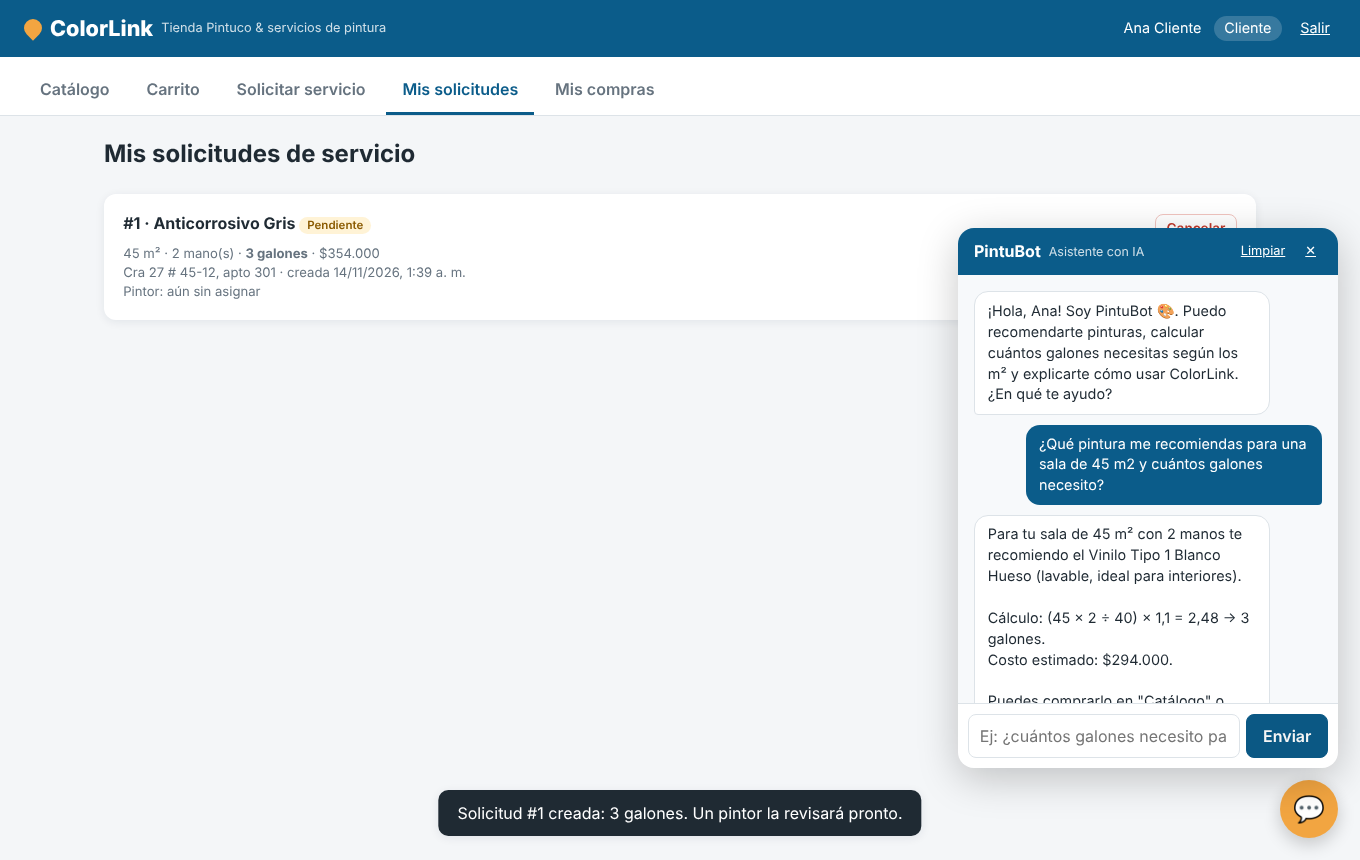 ColorLink Tienda Pintuco & servicios de pintura
Ana Cliente Cliente Salir
Catálogo Carrito Solicitar servicio Mis solicitudes Mis compras
Mis solicitudes de servicio
#1 · Anticorrosivo Gris Pendiente
Cancelar
45 m² · 2 mano(s) · 3 galones · $354.000
Cra 27 # 45-12, apto 301 · creada 14/11/2026, 1:39 a. m.
Pintor: aún sin asignar
PintuBot Asistente con IA Limpiar ✕
¡Hola, Ana! Soy PintuBot 🎨. Puedo
recomendarte pinturas, calcular
cuántos galones necesitas según los
m² y explicarte cómo usar ColorLink.
¿En qué te ayudo?
¿Qué pintura me recomiendas para una
sala de 45 m2 y cuántos galones
necesito?
Para tu sala de 45 m² con 2 manos te
recomiendo el Vinilo Tipo 1 Blanco
Hueso (lavable, ideal para interiores).
Cálculo: (45 × 2 ÷ 40) × 1,1 = 2,48 → 3
galones.
Costo estimado: $294.000.
Puedes comprarlo en "Catálogo" o
Ej: ¿cuántos galones necesito pa
Enviar
Solicitud #1 creada: 3 galones. Un pintor la revisará pronto.